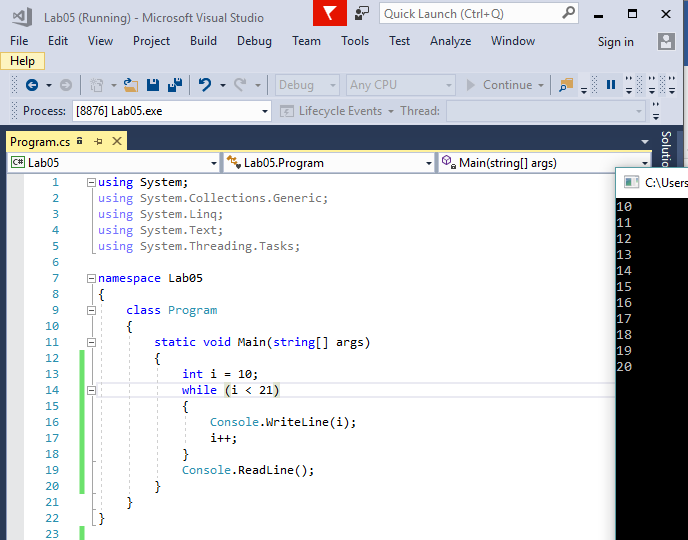 Lab05 (Running) - Microsoft Visual Studio
Quick Launch (Ctrl+Q)
File Edit View Project Build Debug Team Tools Test Analyze Window Sign in
Help
Debug Any CPU Continue
Process: [8876] Lab05.exe Lifecycle Events Thread:
Program.cs
Solutio
C# Lab05 Lab05.Program Main(string[] args)
C:\Users
1 using System;
2 using System.Collections.Generic;
3 using System.Linq;
4 using System.Text;
5 using System.Threading.Tasks;
6
7 namespace Lab05
8 {
9 class Program
10 {
11 static void Main(string[] args)
12 {
13 int i = 10;
14 while (i < 21)
15 {
16 Console.WriteLine(i);
17 i++;
18 }
19 Console.ReadLine();
20 }
21 }
22 }
23
10
11
12
13
14
15
16
17
18
19
20